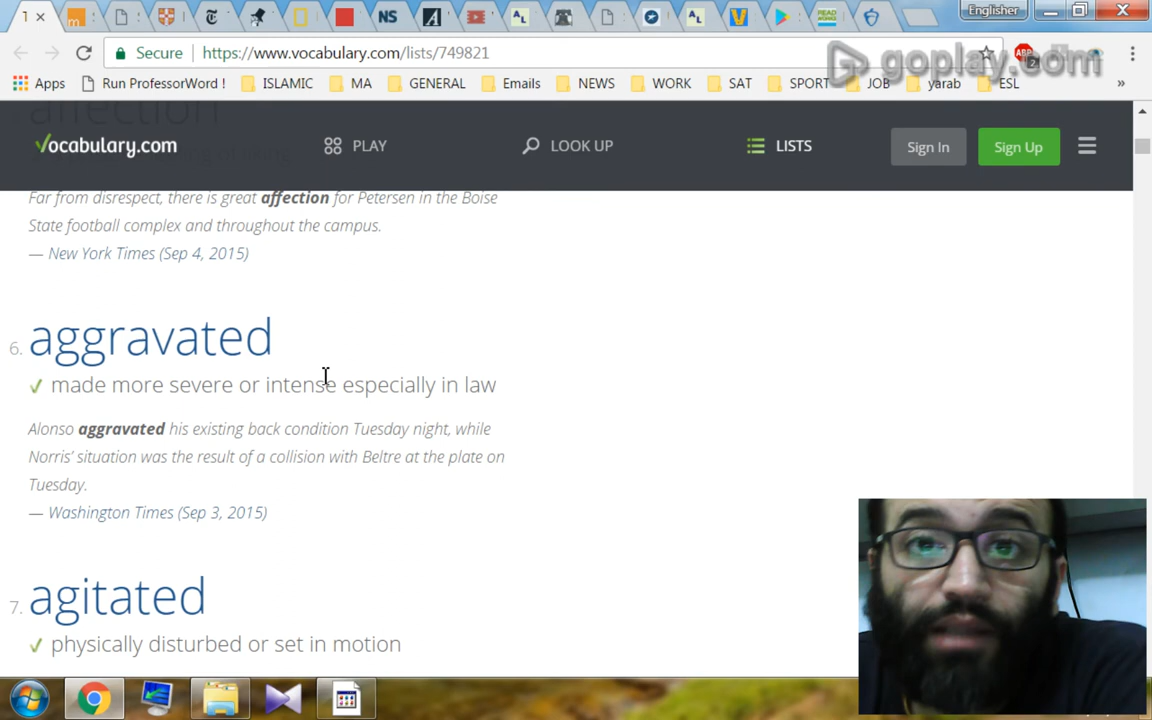 Englisher
Secure
https://www.vocabulary.com/lists/749821
goplay.com
Apps Run ProfessorWord ! ISLAMIC MA GENERAL Emails NEWS WORK SAT SPORT JOB yarab ESL »
affection
Vocabulary.com PLAY LOOK UP LISTS Sign In Sign Up
Far from disrespect, there is great affection for Petersen in the Boise
State football complex and throughout the campus.
— New York Times (Sep 4, 2015)
6. aggravated
made more severe or intense especially in law
Alonso aggravated his existing back condition Tuesday night, while
Norris’ situation was the result of a collision with Beltre at the plate on
Tuesday.
— Washington Times (Sep 3, 2015)
7. agitated
physically disturbed or set in motion